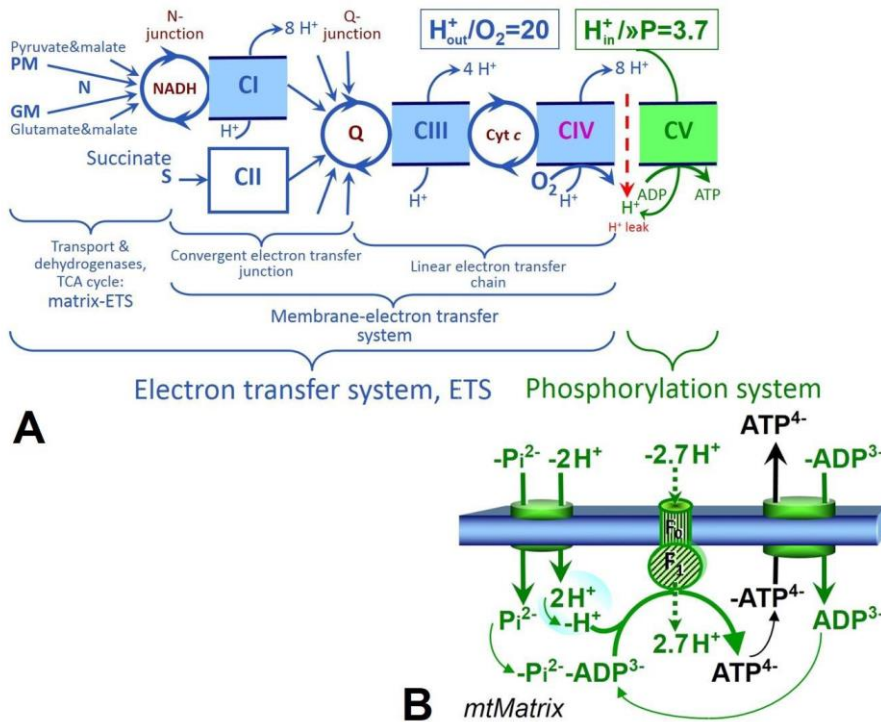 N-
junction
8 H⁺
Q-
junction
H⁺out/O₂=20
H⁺in/»P=3.7
Pyruvate&malate
PM
N
NADH
CI
4 H⁺
8 H⁺
GM
Glutamate&malate
H⁺
Q
CIII
Cyt c
CIV
CV
Succinate
S
CII
H⁺
O₂
H⁺
H⁺
ADP
ATP
H⁺ leak
Transport &
dehydrogenases,
TCA cycle:
matrix-ETS
Convergent electron transfer
junction
Linear electron transfer
chain
Membrane-electron transfer
system
Electron transfer system, ETS
Phosphorylation system
A
ATP⁴⁻
-Pi²⁻
-2H⁺
-2.7H⁺
-ADP³⁻
F₀
F₁
2H⁺
-H⁺
-ATP⁴⁻
Pi²⁻
2.7H⁺
ADP³⁻
-Pi²⁻-ADP³⁻
ATP⁴⁻
B
mtMatrix